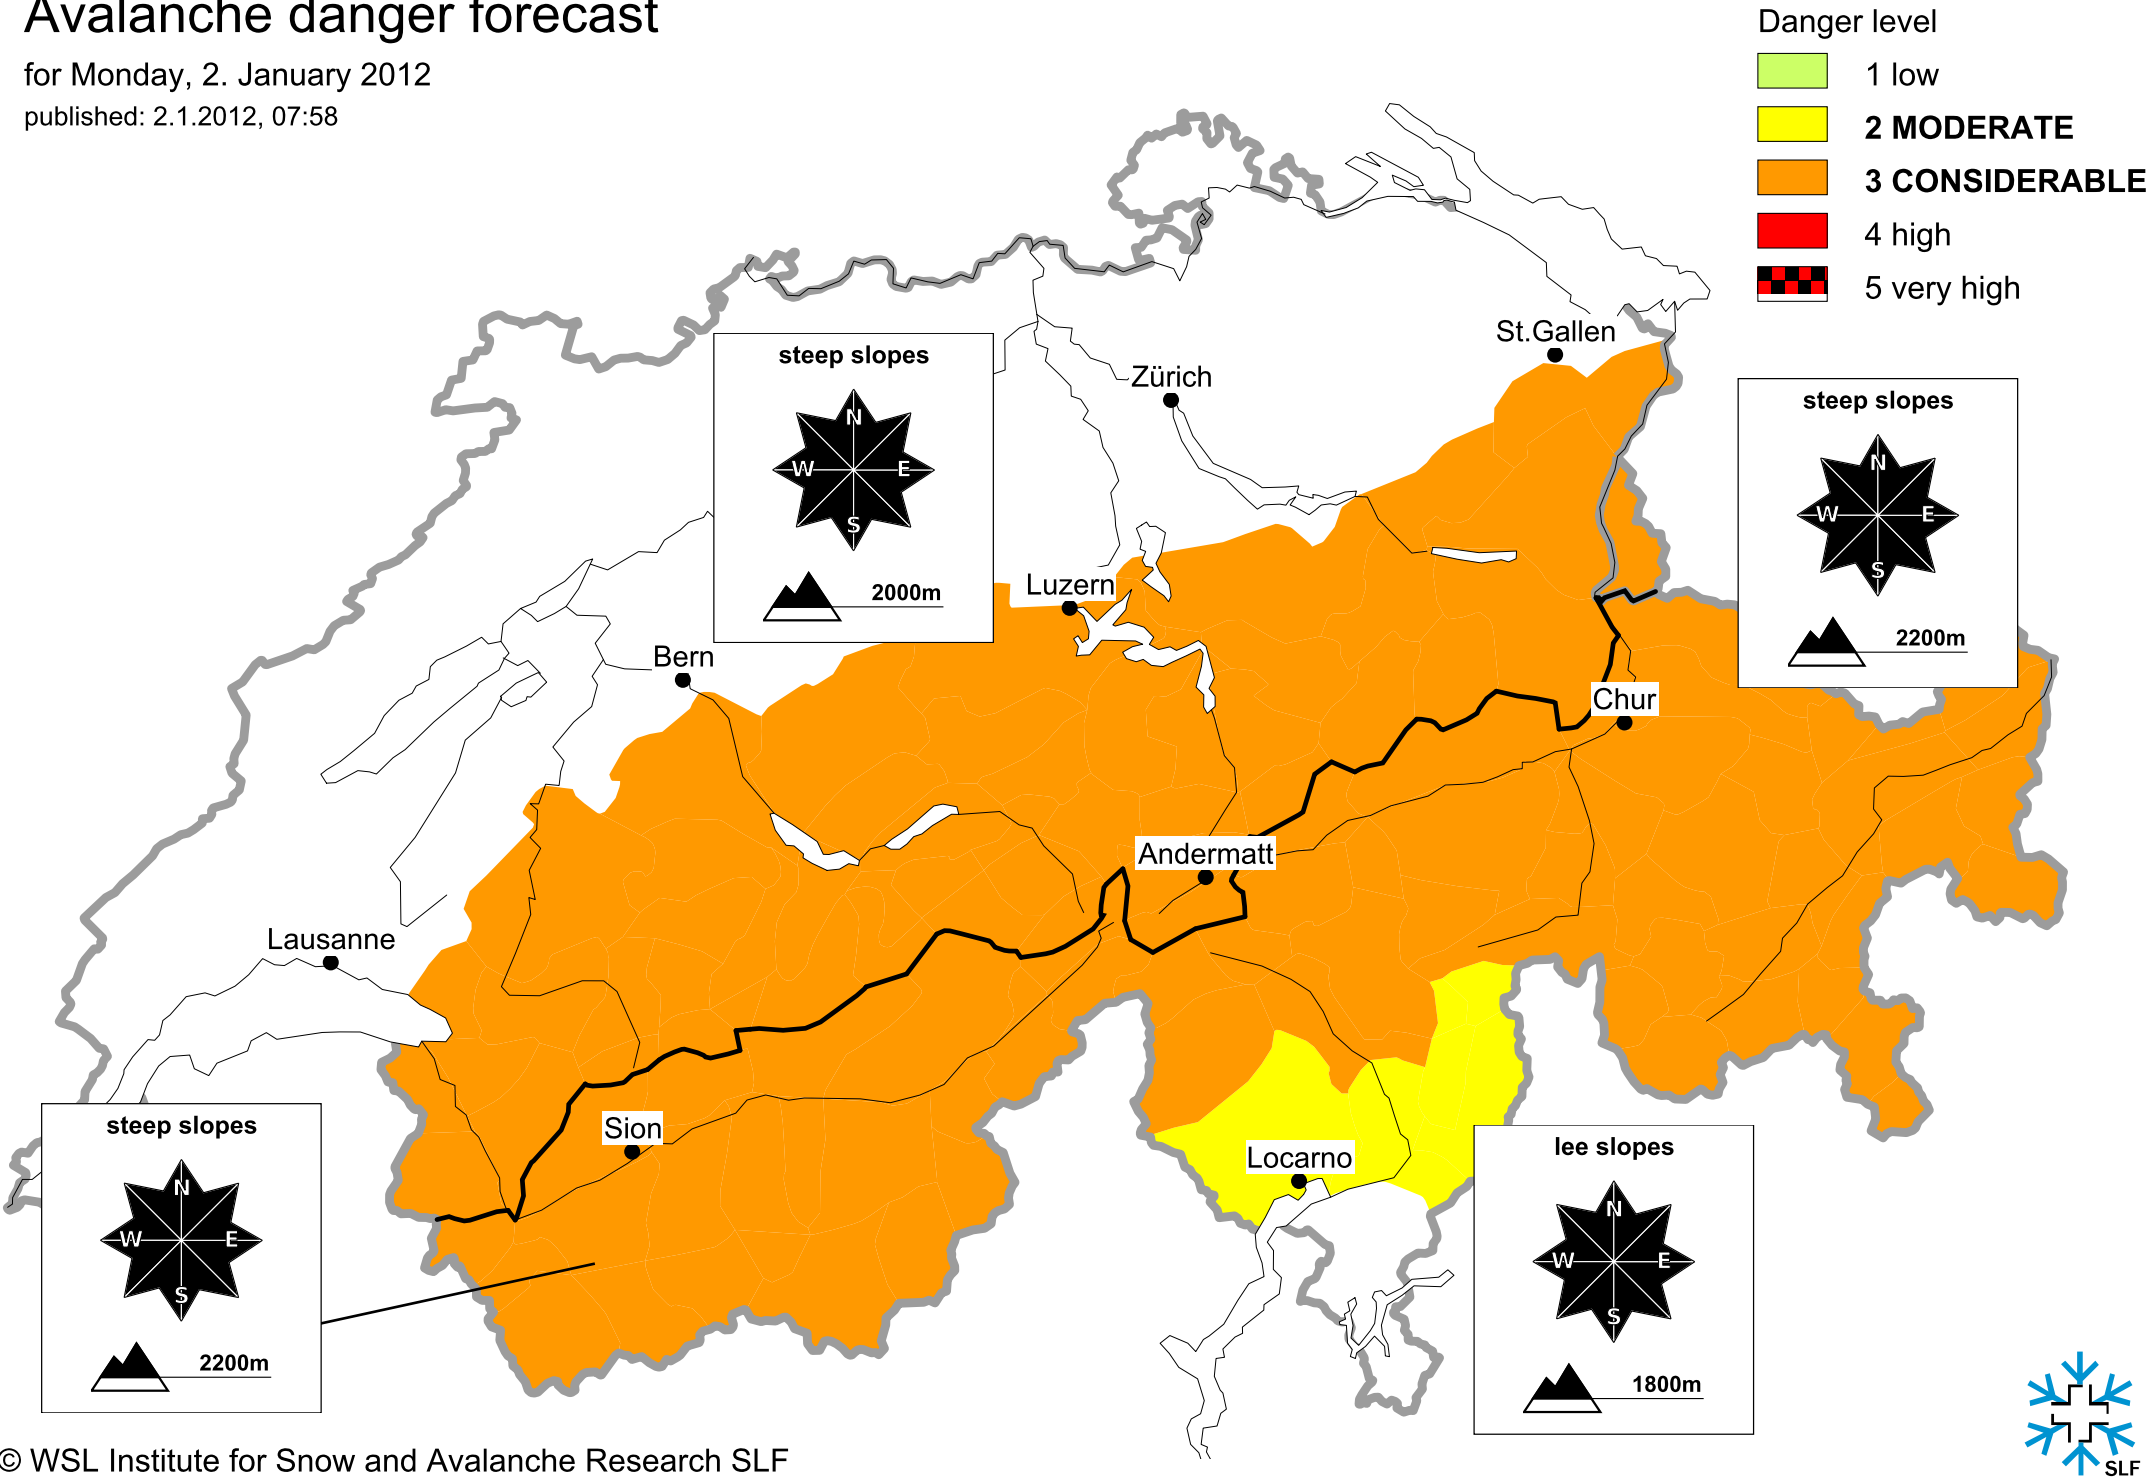 Avalanche danger forecast
for Monday, 2. January 2012
published: 2.1.2012, 07:58
Danger level
1 low
2 MODERATE
3 CONSIDERABLE
4 high
5 very high
St.Gallen
Zürich
steep slopes
N
W E
S
2000m
steep slopes
N
W E
S
2200m
Luzern
Bern
Chur
Andermatt
Lausanne
Sion
Locarno
steep slopes
N
W E
S
2200m
lee slopes
N
W E
S
1800m
© WSL Institute for Snow and Avalanche Research SLF
SLF